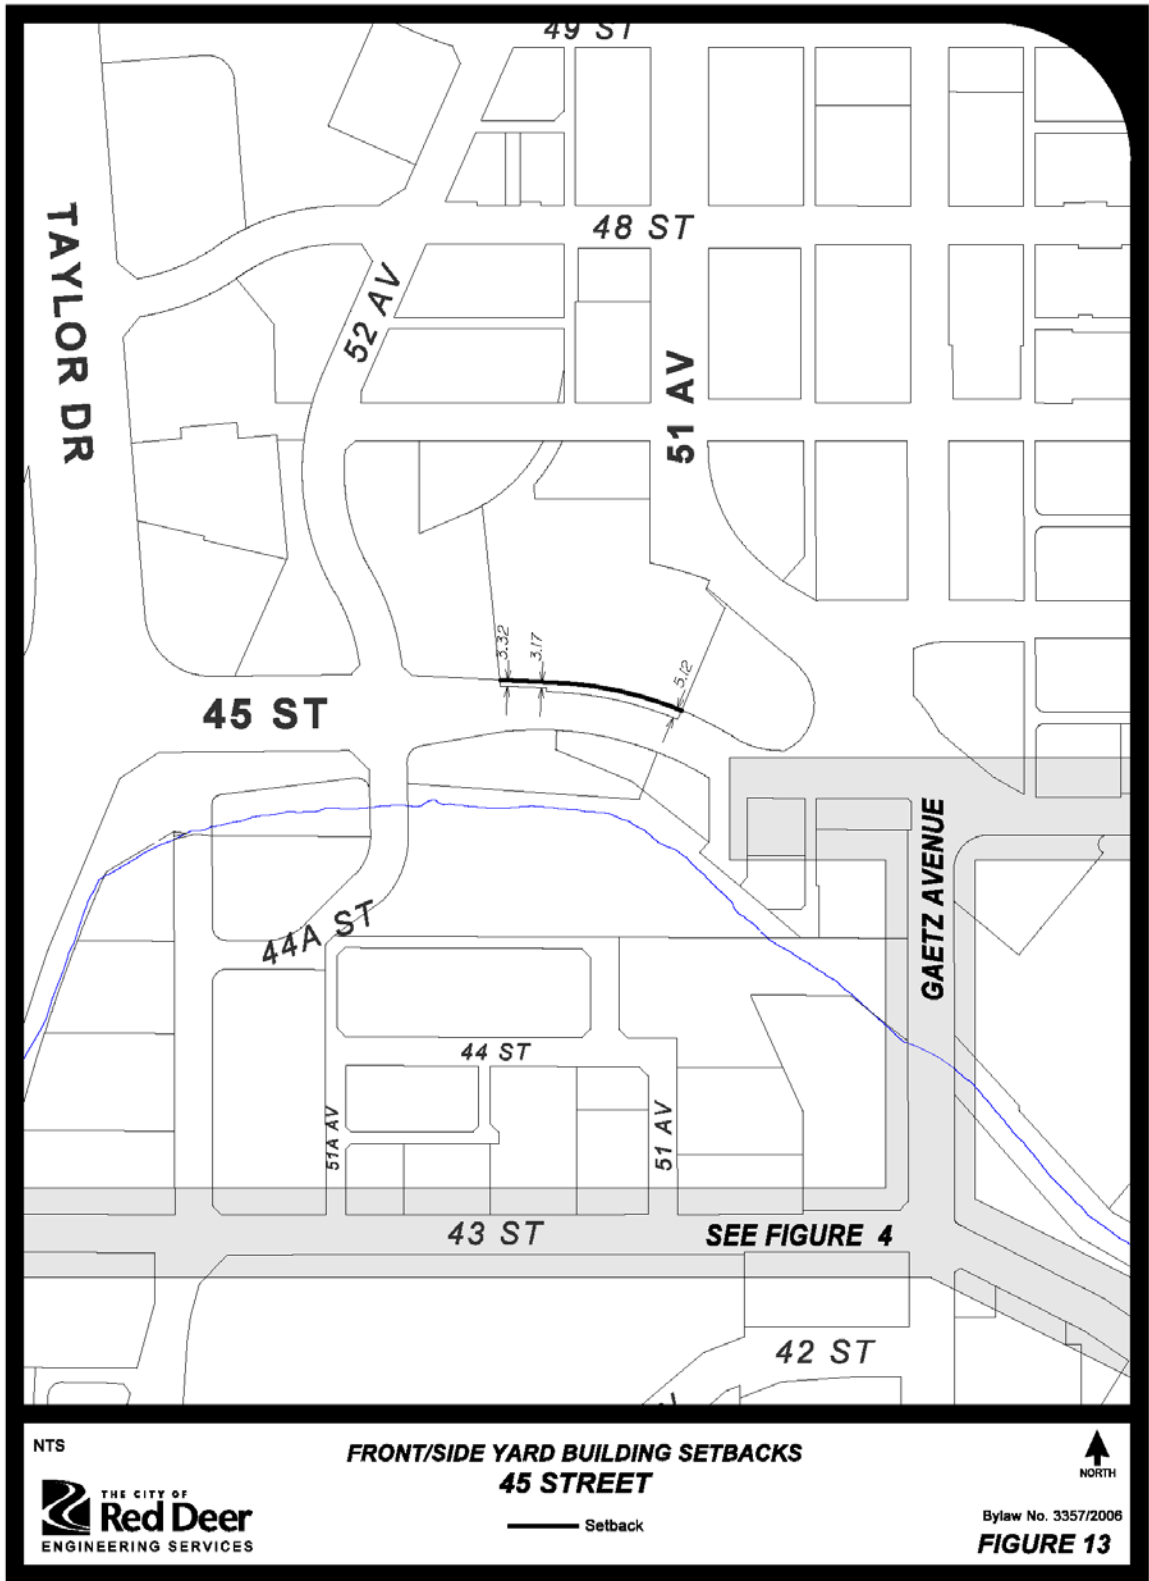 49 ST
48 ST
TAYLOR DR
52 AV
51 AV
3.32
3.17
5.12
45 ST
GAETZ AVENUE
44A ST
44 ST
51A AV
51 AV
43 ST
SEE FIGURE 4
42 ST
NTS
FRONT/SIDE YARD BUILDING SETBACKS
45 STREET
Setback
NORTH
THE CITY OF
Red Deer
ENGINEERING SERVICES
Bylaw No. 3357/2006
FIGURE 13